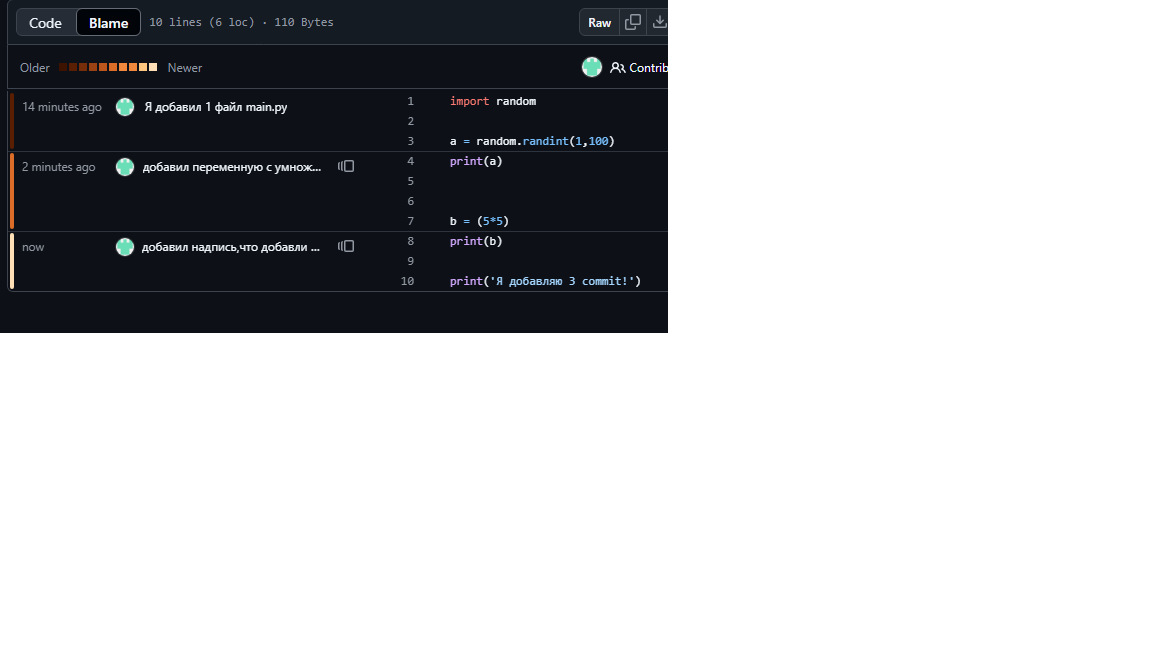 Code Blame 10 lines (6 loc) · 110 Bytes Raw
Older Newer Contrib
14 minutes ago Я добавил 1 файл main.py 1 import random
2
3 a = random.randint(1,100)
2 minutes ago добавил переменную с умнож... 4 print(a)
5
6
7 b = (5*5)
now добавил надпись,что добавли ... 8 print(b)
9
10 print('Я добавляю 3 commit!')